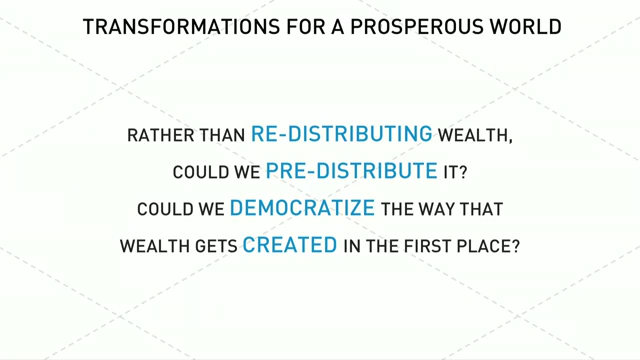 TRANSFORMATIONS FOR A PROSPEROUS WORLD
RATHER THAN RE-DISTRIBUTING WEALTH,
COULD WE PRE-DISTRIBUTE IT?
COULD WE DEMOCRATIZE THE WAY THAT
WEALTH GETS CREATED IN THE FIRST PLACE?